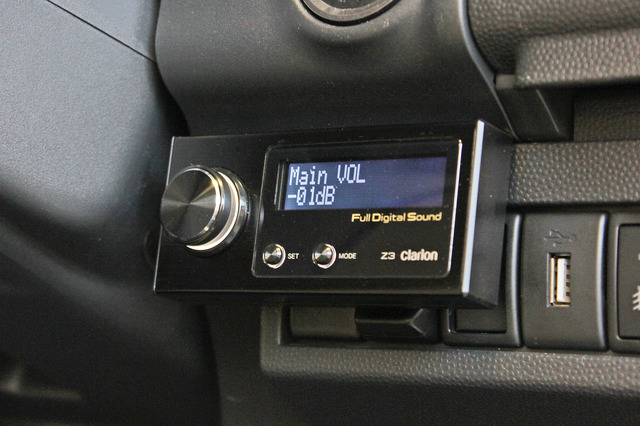 Main VOL
-01dB
Full Digital Sound
SET
MODE
Z3 Clarion